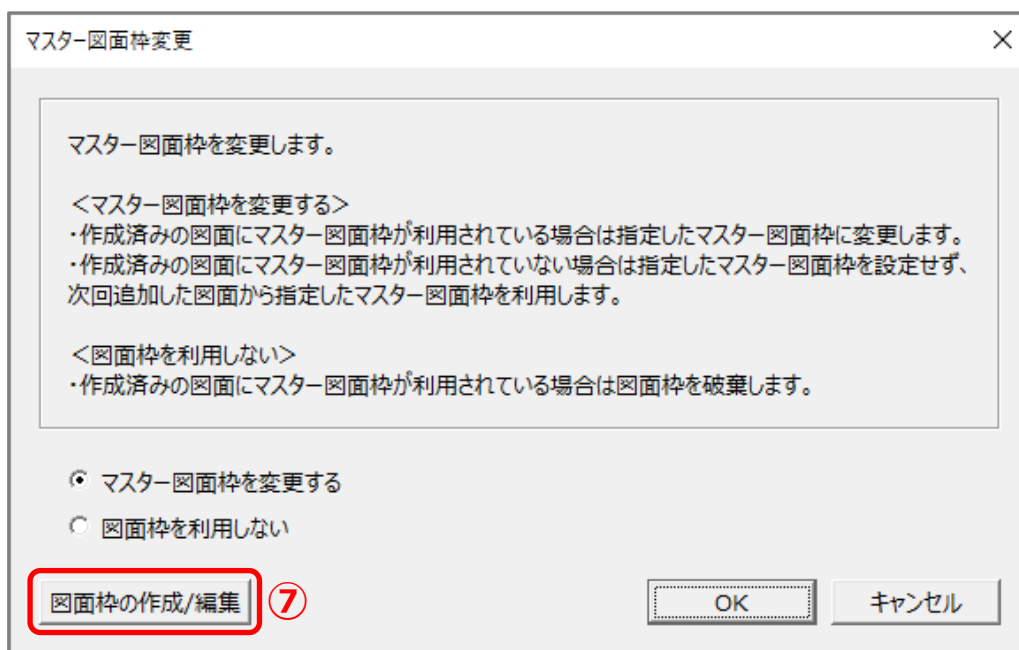 マスター図面枠変更
マスター図面枠を変更します。
＜マスター図面枠を変更する＞
・作成済みの図面にマスター図面枠が利用されている場合は指定したマスター図面枠に変更します。
・作成済みの図面にマスター図面枠が利用されていない場合は指定したマスター図面枠を設定せず、
次回追加した図面から指定したマスター図面枠を利用します。
＜図面枠を利用しない＞
・作成済みの図面にマスター図面枠が利用されている場合は図面枠を破棄します。
マスター図面枠を変更する
図面枠を利用しない
図面枠の作成/編集 ⑦ OK キャンセル